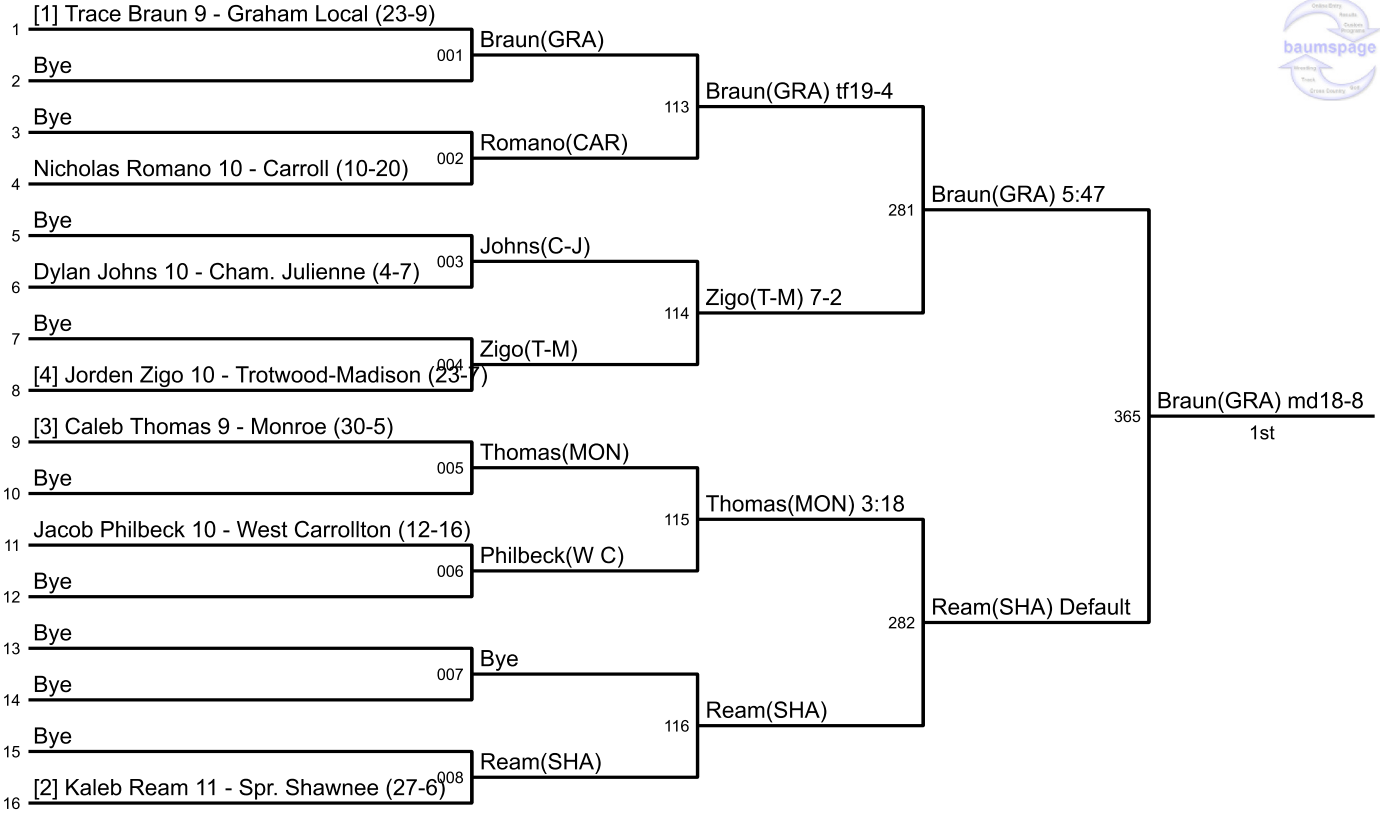 [1] Trace Braun 9 - Graham Local (23-9)
1
Bye
2
001
Braun(GRA)
Bye
3
Nicholas Romano 10 - Carroll (10-20)
4
002
Romano(CAR)
113
Braun(GRA) tf19-4
Bye
5
Dylan Johns 10 - Cham. Julienne (4-7)
6
003
Johns(C-J)
Bye
7
[4] Jorden Zigo 10 - Trotwood-Madison (23-7)
8
004
Zigo(T-M)
114
Zigo(T-M) 7-2
281
Braun(GRA) 5:47
[3] Caleb Thomas 9 - Monroe (30-5)
9
Bye
10
005
Thomas(MON)
Jacob Philbeck 10 - West Carrollton (12-16)
11
Bye
12
006
Philbeck(W C)
115
Thomas(MON) 3:18
Bye
13
Bye
14
007
Bye
Bye
15
[2] Kaleb Ream 11 - Spr. Shawnee (27-6)
16
008
Ream(SHA)
116
Ream(SHA)
282
Ream(SHA) Default
365
Braun(GRA) md18-8
1st
baumspage